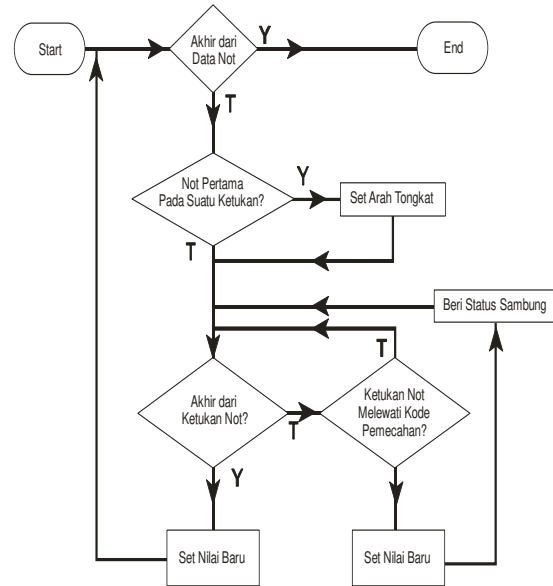 Start
Akhir dari
Data Not
Y
End
T
Not Pertama
Pada Suatu Ketukan?
Y
Set Arah Tongkat
T
Beri Status Sambung
T
Akhir dari
Ketukan Not?
T
Ketukan Not
Melewati Kode
Pemecahan?
Y
Set Nilai Baru
Set Nilai Baru